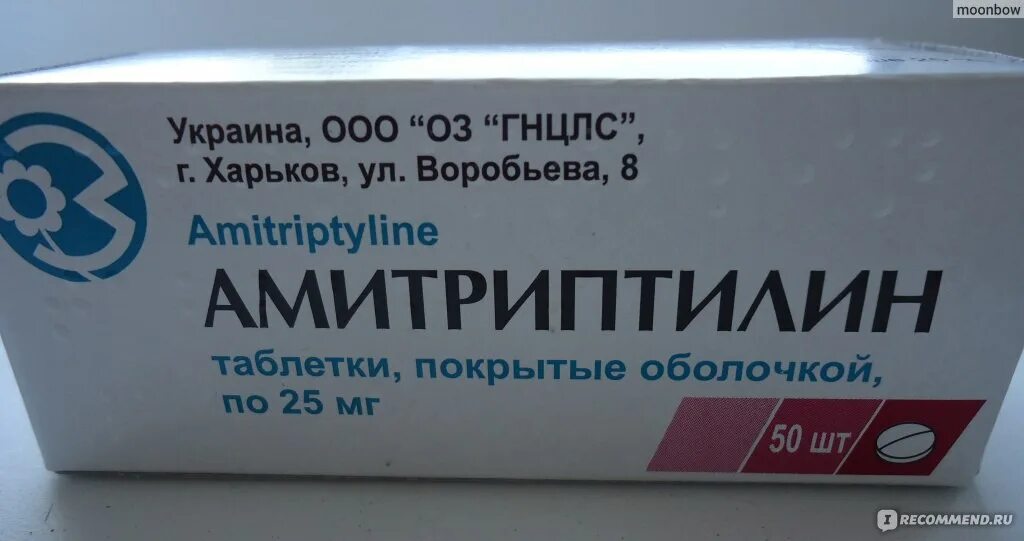 moonbow
Украина, ООО “ОЗ “ГНЦЛС”,
г. Харьков, ул. Воробьева, 8
Amitriptyline
АМИТРИПТИЛИН
таблетки, покрытые оболочкой,
по 25 мг
50 шт
IRECOMMEND.RU